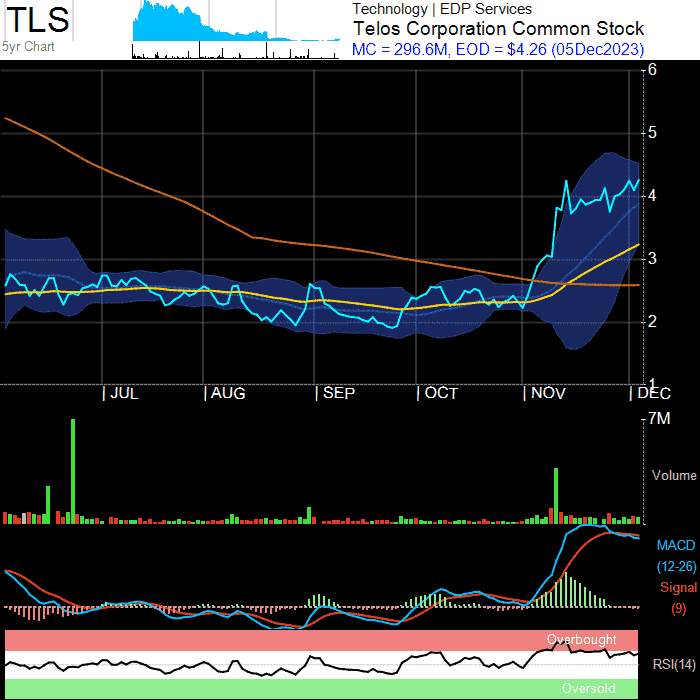 TLS
5yr Chart
Technology | EDP Services
Telos Corporation Common Stock
MC = 296.6M, EOD = $4.26 (05Dec2023)
6
5
4
3
2
1
| JUL | AUG | SEP | OCT | NOV | DEC
7M
Volume
MACD
(12-26)
Signal
(9)
Overbought
RSI(14)
Oversold